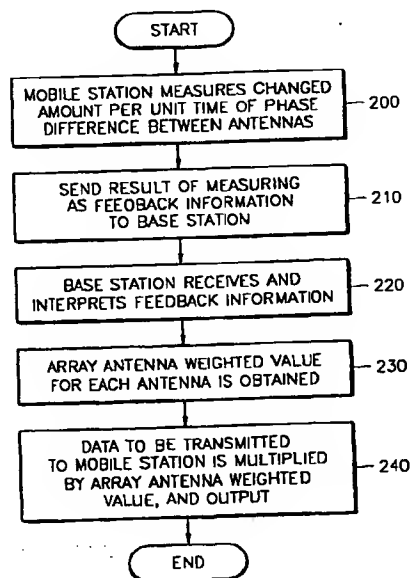 START
MOBILE STATION MEASURES CHANGED
AMOUNT PER UNIT TIME OF PHASE
DIFFERENCE BETWEEN ANTENNAS
200
SEND RESULT OF MEASURING
AS FEEDBACK INFORMATION
TO BASE STATION
210
BASE STATION RECEIVES AND
INTERPRETS FEEDBACK INFORMATION
220
ARRAY ANTENNA WEIGHTED VALUE
FOR EACH ANTENNA IS OBTAINED
230
DATA TO BE TRANSMITTED
TO MOBILE STATION IS MULTIPLIED
BY ARRAY ANTENNA WEIGHTED
VALUE, AND OUTPUT
240
END